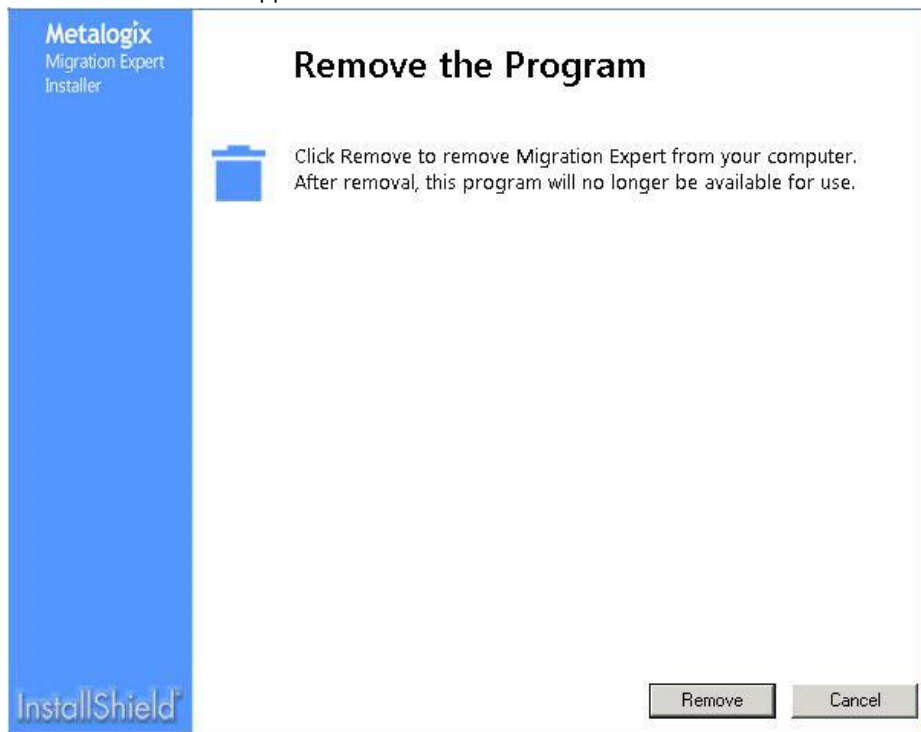 Metalogix
Migration Expert
Installer
Remove the Program
Click Remove to remove Migration Expert from your computer.
After removal, this program will no longer be available for use.
InstallShield
Remove
Cancel